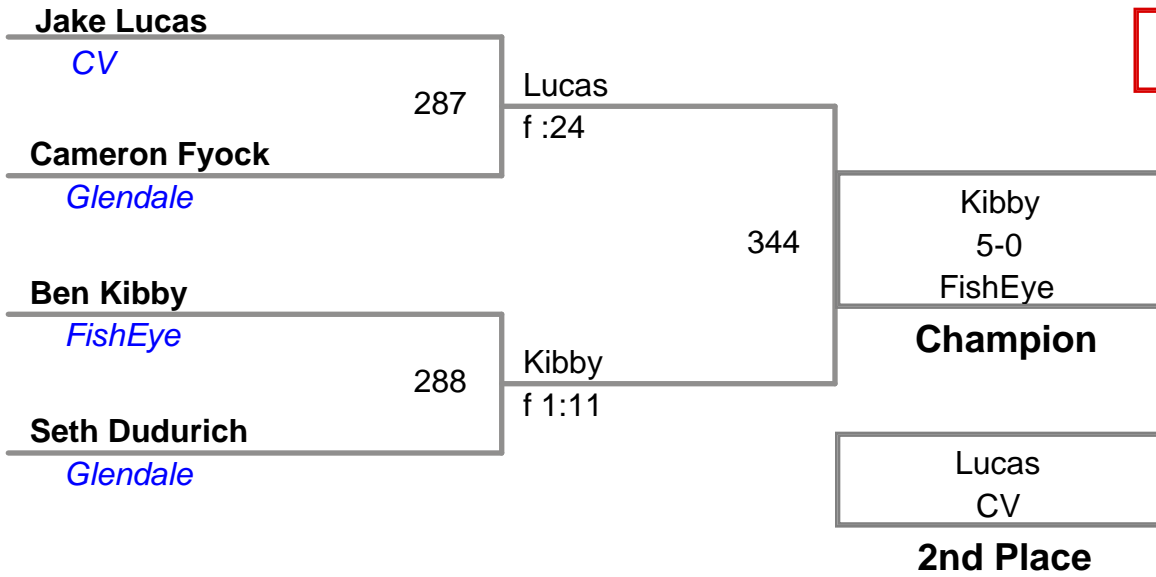 Jake Lucas
CV
287
Lucas
f :24
Cameron Fyock
Glendale
344
Kibby
5-0
FishEye
Champion
Ben Kibby
FishEye
288
Kibby
f 1:11
Seth Dudurich
Glendale
Lucas
CV
2nd Place